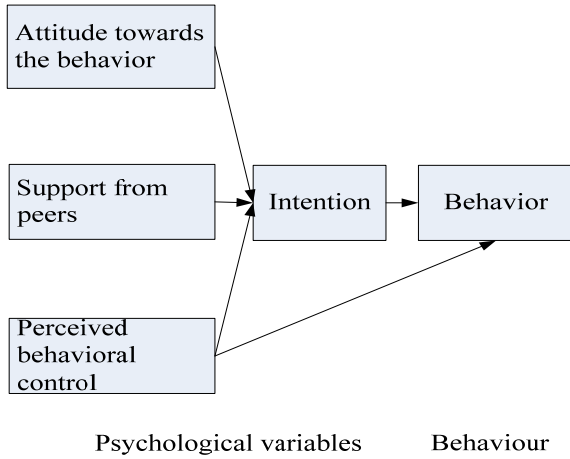 Attitude towards
the behavior
Support from
peers
Intention
Behavior
Perceived
behavioral
control
Psychological variables
Behaviour